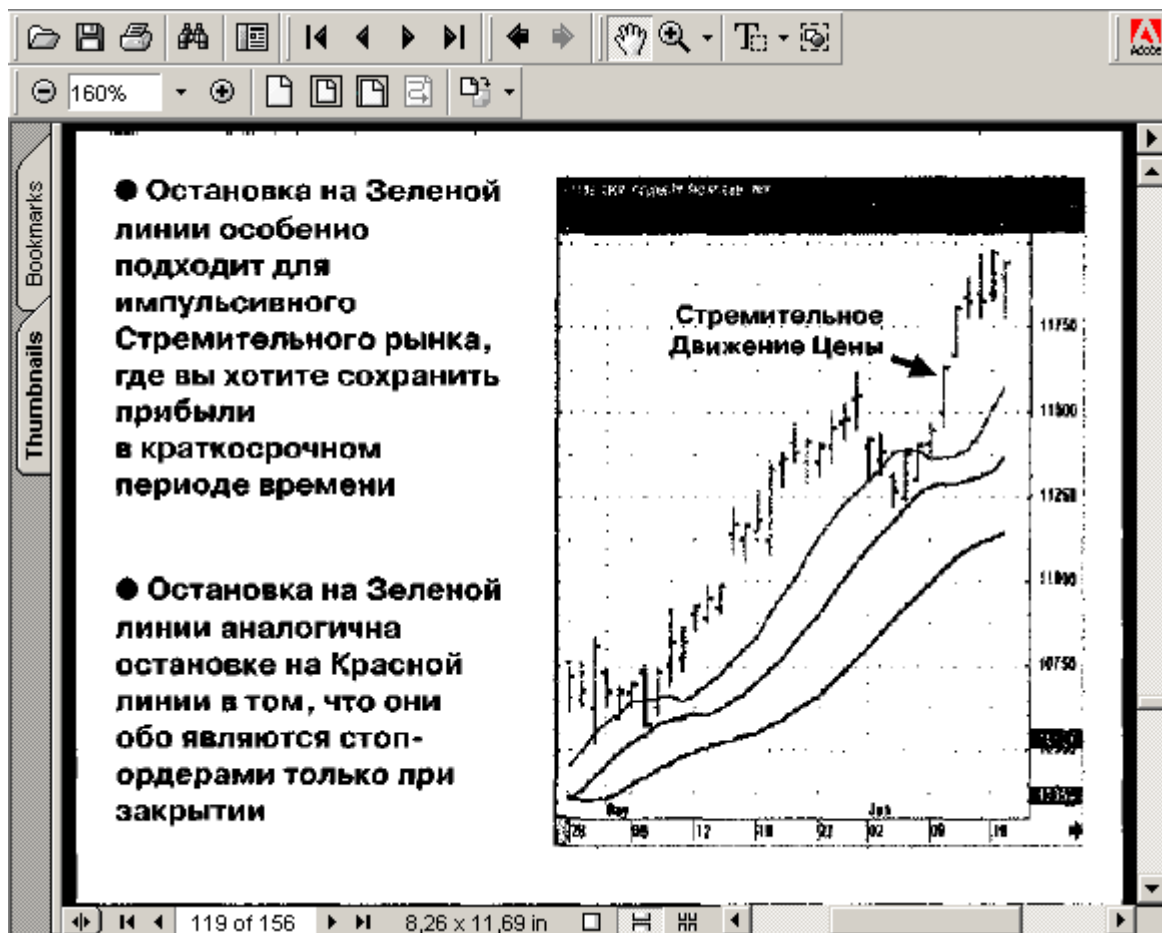 Adobe
160%
Bookmarks
Thumbnails
● Остановка на Зеленой
линии особенно
подходит для
импульсивного
Стремительного рынка,
где вы хотите сохранить
прибыли
в краткосрочном
периоде времени
● Остановка на Зеленой
линии аналогична
остановке на Красной
линии в том, что они
обо являются стоп-
ордерами только при
закрытии
Стремительное
Движение Цены
11750
11500
11250
11000
10750
May
Jun
28
12
02
09
119 of 156
8,26 x 11,69 in